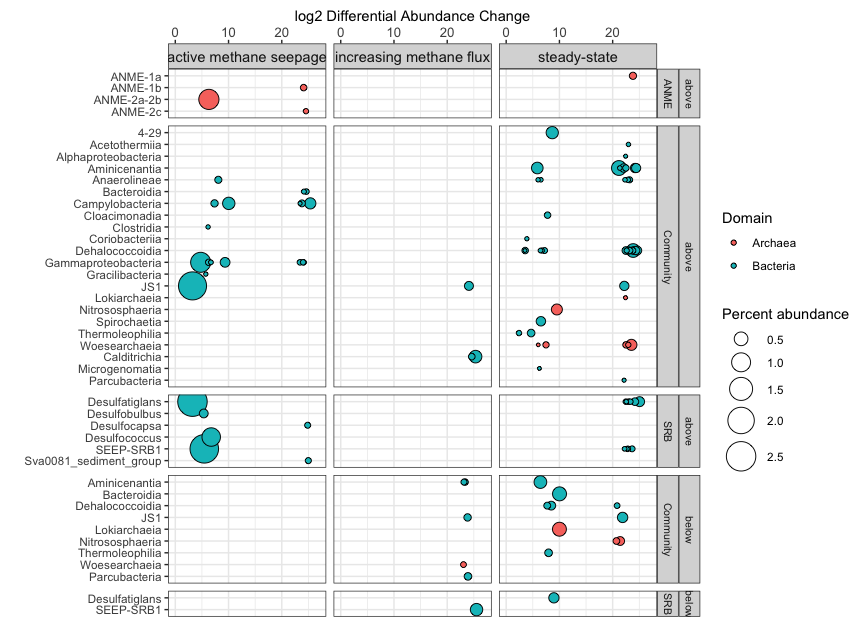 log2 Differential Abundance Change
0 10 20 0 10 20 0 10 20
active methane seepage increasing methane flux steady-state
ANME-1a
ANME-1b
ANME-2a-2b
ANME-2c
ANME above
4-29
Acetothermiia
Alphaproteobacteria
Aminicenantia
Anaerolineae
Bacteroidia
Campylobacteria
Cloacimonadia
Clostridia
Coriobacteriia
Dehalococcoidia
Gammaproteobacteria
Gracilibacteria
JS1
Lokiarchaeia
Nitrososphaeria
Spirochaetia
Thermoleophilia
Woesearchaeia
Calditrichia
Microgenomatia
Parcubacteria
Community above
Desulfatiglans
Desulfobulbus
Desulfocapsa
Desulfococcus
SEEP-SRB1
Sva0081_sediment_group
SRB above
Aminicenantia
Bacteroidia
Dehalococcoidia
JS1
Lokiarchaeia
Nitrososphaeria
Thermoleophilia
Woesearchaeia
Parcubacteria
Community below
Desulfatiglans
SEEP-SRB1
SRB below
Domain
Archaea
Bacteria
Percent abundance
0.5
1.0
1.5
2.0
2.5